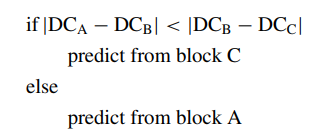 if |DC_A − DC_B| < |DC_B − DC_C|
predict from block C
else
predict from block A